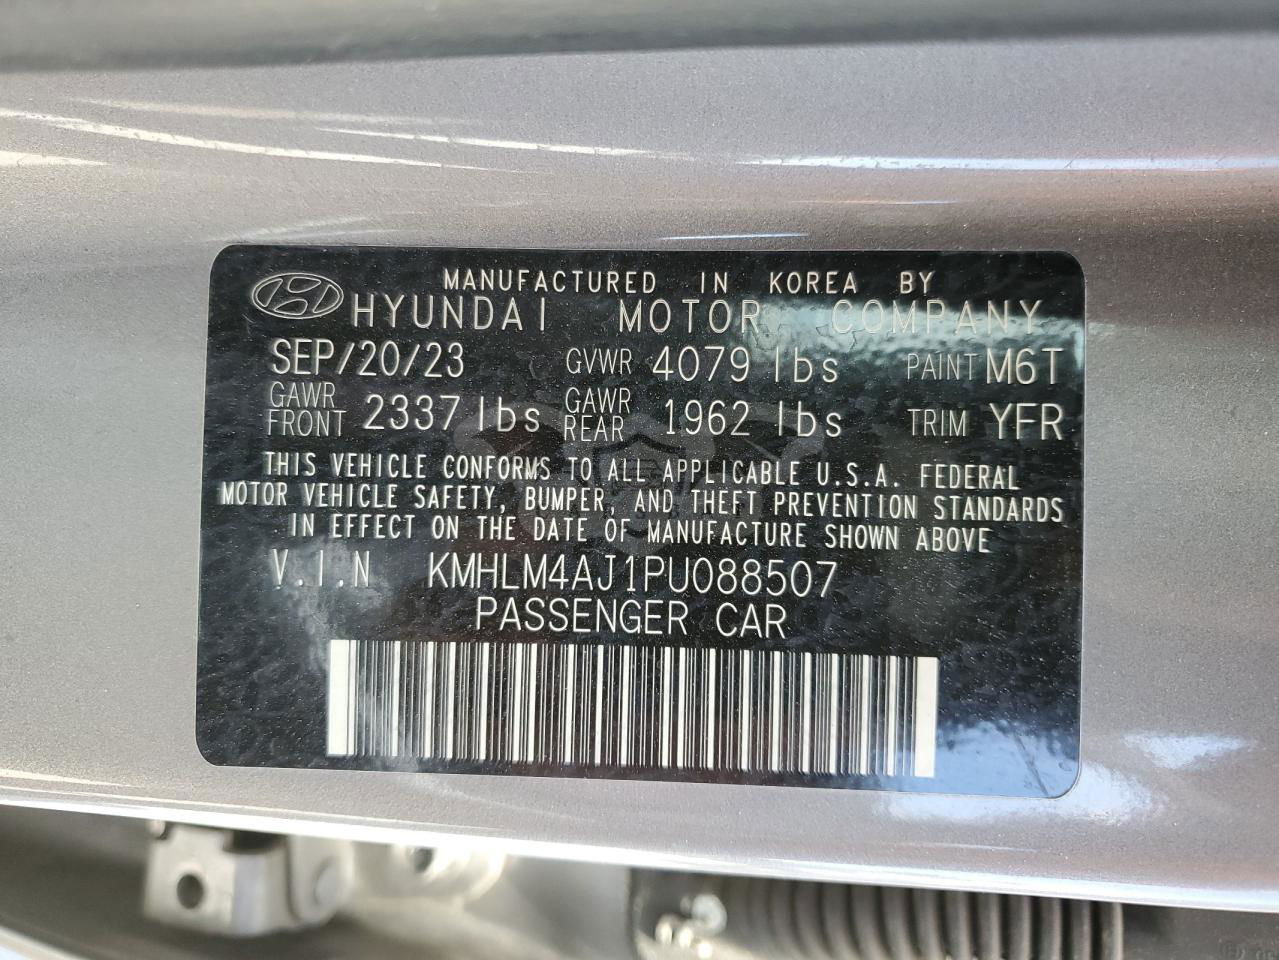 MANUFACTURED IN KOREA BY
HYUNDAI MOTOR COMPANY
SEP/20/23 GVWR 4079 lbs PAINT M6T
GAWR FRONT 2337 lbs GAWR REAR 1962 lbs TRIM YFR
THIS VEHICLE CONFORMS TO ALL APPLICABLE U.S.A. FEDERAL
MOTOR VEHICLE SAFETY, BUMPER, AND THEFT PREVENTION STANDARDS
IN EFFECT ON THE DATE OF MANUFACTURE SHOWN ABOVE
V.I.N KMHLM4AJ1PU088507
PASSENGER CAR